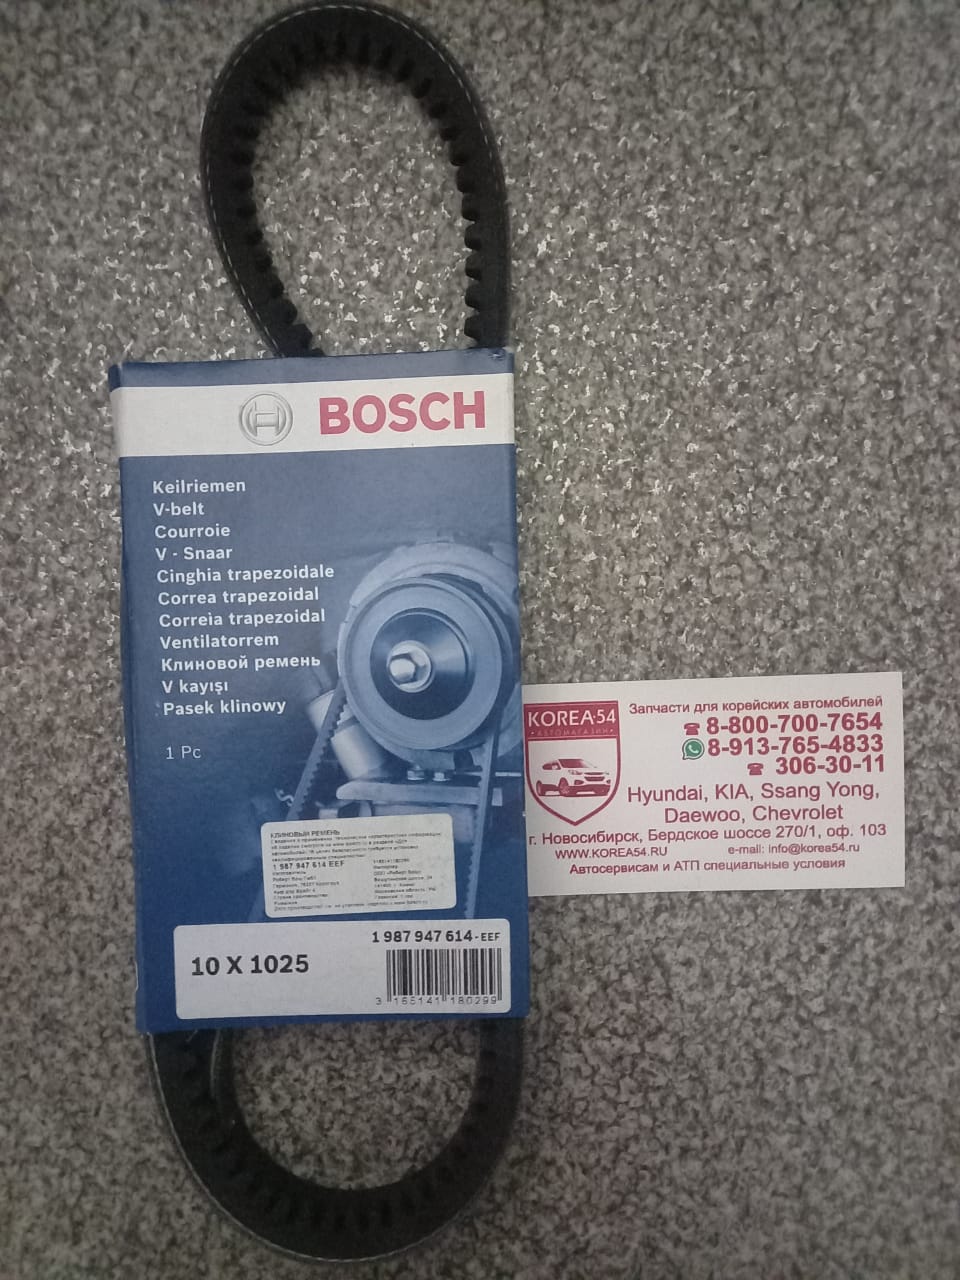 BOSCH
Keilriemen
V-belt
Courroie
V - Snaar
Cinghia trapezoidale
Correa trapezoidal
Correia trapezoidal
Ventilatorrem
Клиновой ремень
V kayışı
Pasek klinowy
1 Pc
КЛИНОВЫЙ РЕМЕНЬ
1 987 947 614 EEF
1 987 947 614-EEF
10 X 1025
3 165141 180299
KOREA-54
•АВТОМАГАЗИН•
Запчасти для корейских автомобилей
8-800-700-7654
8-913-765-4833
306-30-11
Hyundai, KIA, Ssang Yong,
Daewoo, Chevrolet
г. Новосибирск, Бердское шоссе 270/1, оф. 103
WWW.KOREA54.RU e-mail: info@korea54.ru
Автосервисам и АТП специальные условия